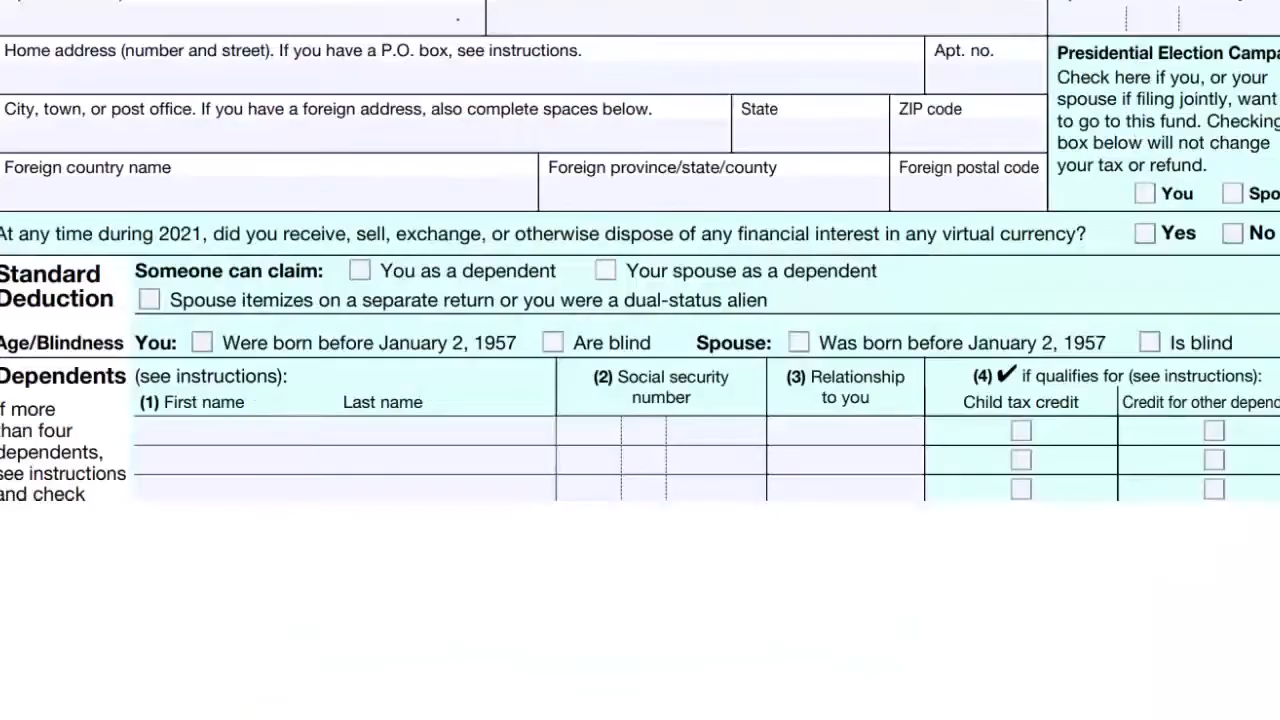 Home address (number and street). If you have a P.O. box, see instructions.
Apt. no.
City, town, or post office. If you have a foreign address, also complete spaces below.
State
ZIP code
Foreign country name
Foreign province/state/county
Foreign postal code
Presidential Election Campa
Check here if you, or your
spouse if filing jointly, want
to go to this fund. Checking
box below will not change
your tax or refund.
You Spo
At any time during 2021, did you receive, sell, exchange, or otherwise dispose of any financial interest in any virtual currency? Yes No
Standard
Deduction
Someone can claim: You as a dependent Your spouse as a dependent
Spouse itemizes on a separate return or you were a dual-status alien
Age/Blindness You: Were born before January 2, 1957 Are blind Spouse: Was born before January 2, 1957 Is blind
Dependents (see instructions):
(1) First name Last name
(2) Social security
number
(3) Relationship
to you
(4) ✔ if qualifies for (see instructions):
Child tax credit Credit for other depend
If more
than four
dependents,
see instructions
and check